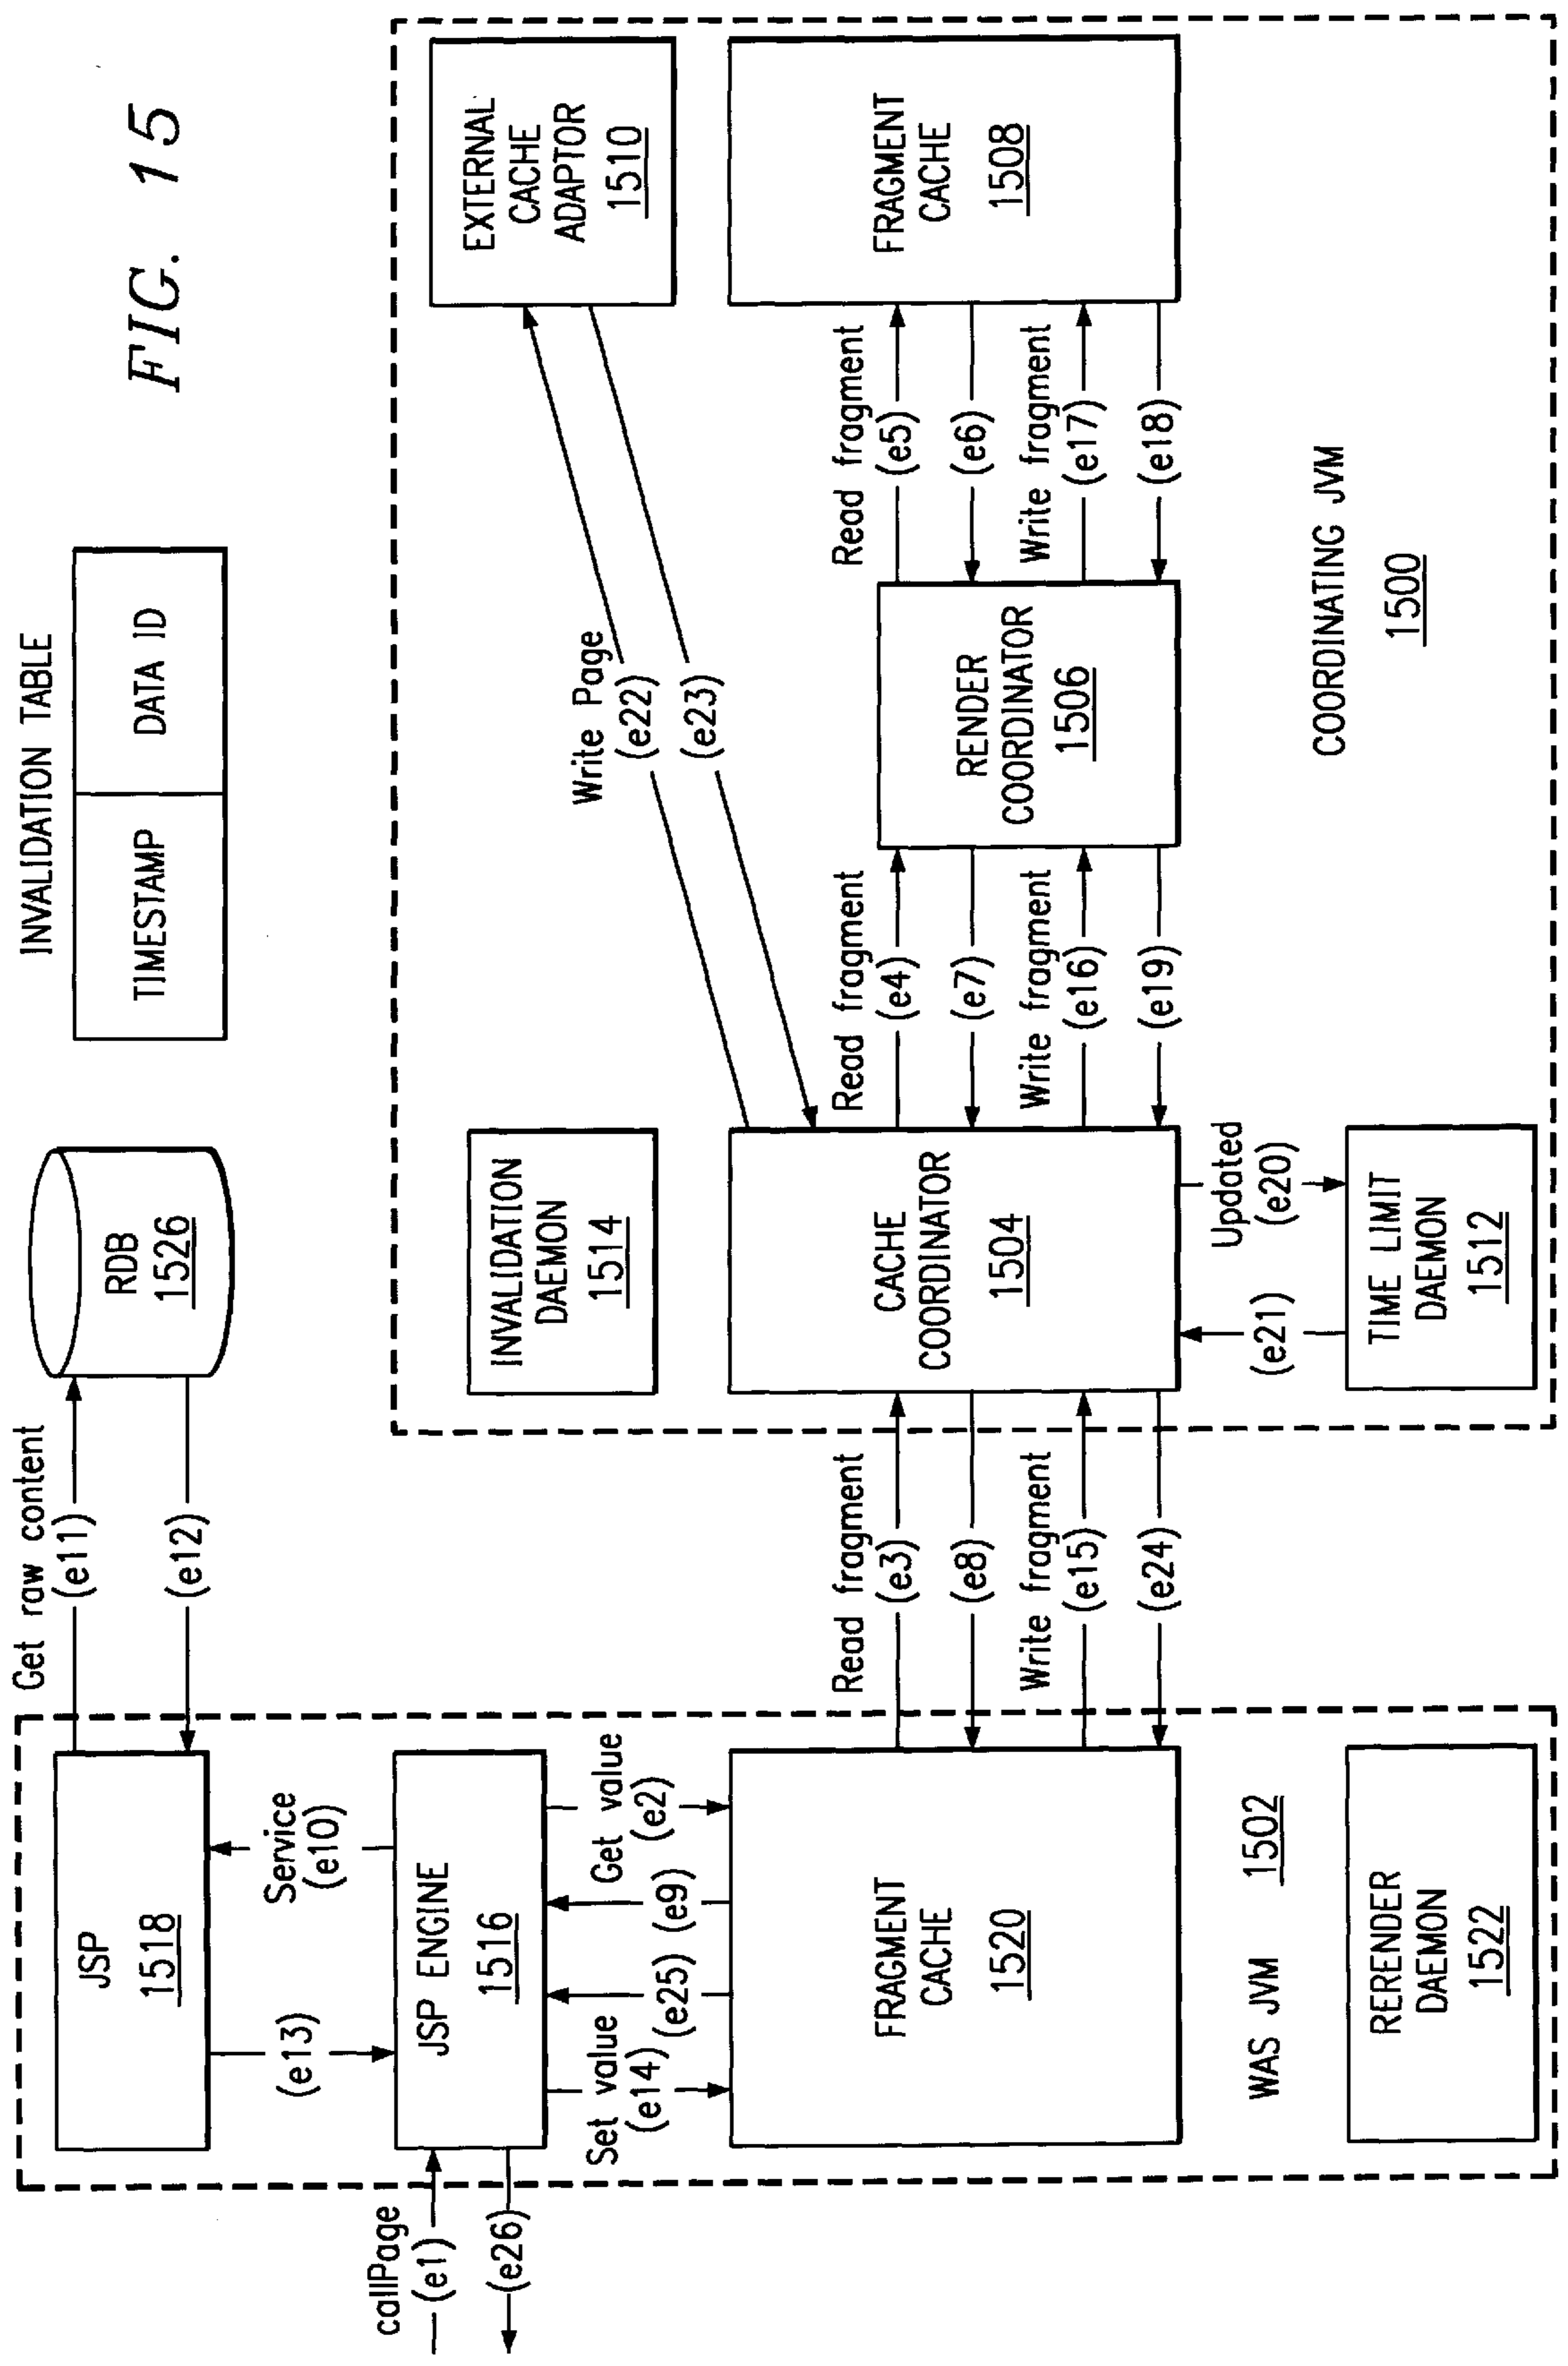 FIG. 15
INVALIDATION TABLE
TIMESTAMP
DATA ID
RDB
1526
Get raw content
(e11)
(e12)
JSP
1518
Service
(e10)
(e13)
callPage
(e1)
(e26)
JSP ENGINE
1516
Set value
(e14)
(e25)
(e9)
Get value
(e2)
FRAGMENT
CACHE
1520
WAS JVM
1502
RERENDER
DAEMON
1522
Read fragment
(e3)
(e8)
Write fragment
(e15)
(e24)
INVALIDATION
DAEMON
1514
CACHE
COORDINATOR
1504
(e21)
Updated
(e20)
TIME LIMIT
DAEMON
1512
Write Page
(e22)
(e23)
Read fragment
(e4)
(e7)
Write fragment
(e16)
(e19)
RENDER
COORDINATOR
1506
Read fragment
(e5)
(e6)
Write fragment
(e17)
(e18)
EXTERNAL
CACHE
ADAPTOR
1510
FRAGMENT
CACHE
1508
COORDINATING JVM
1500